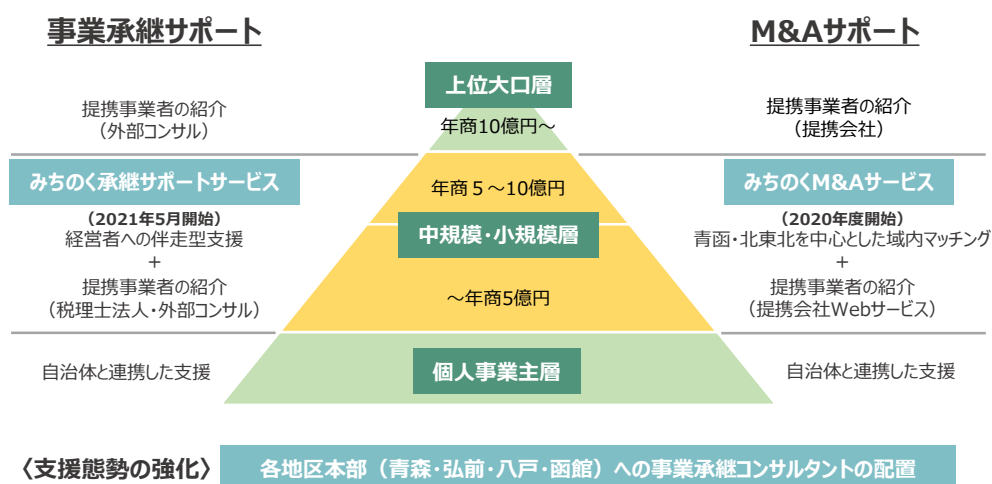 事業承継サポート
M&Aサポート
上位大口層
提携事業者の紹介
（外部コンサル）
年商10億円～
提携事業者の紹介
（提携会社）
みちのく承継サポートサービス
（2021年5月開始）
経営者への伴走型支援
+
提携事業者の紹介
（税理士法人・外部コンサル）
年商５～10億円
中規模・小規模層
～年商5億円
みちのくM&Aサービス
（2020年度開始）
青函・北東北を中心とした域内マッチング
+
提携事業者の紹介
（提携会社Webサービス）
自治体と連携した支援
個人事業主層
自治体と連携した支援
〈支援態勢の強化〉
各地区本部（青森・弘前・八戸・函館）への事業承継コンサルタントの配置